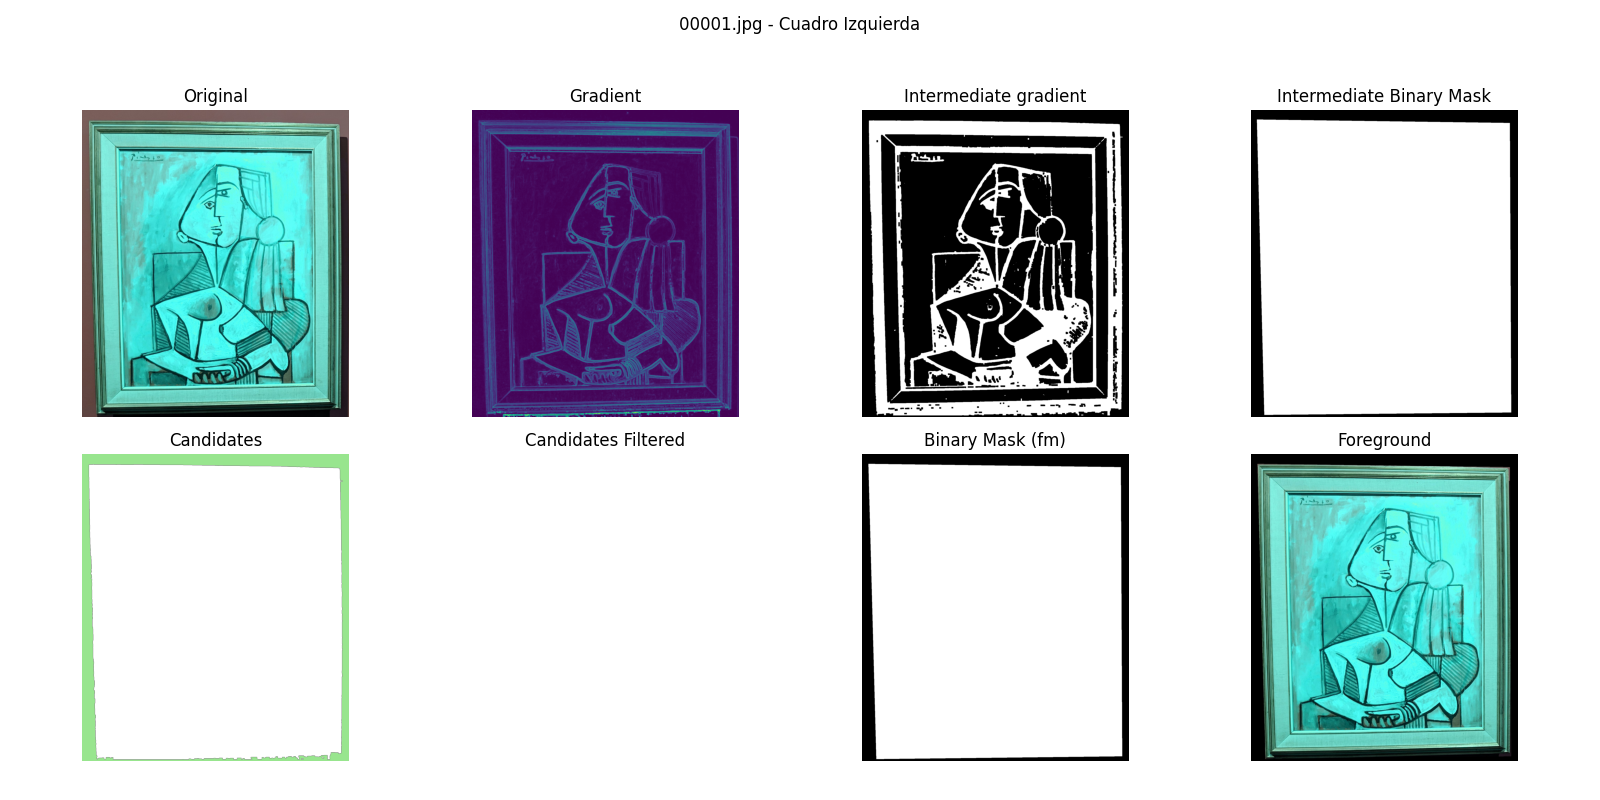 00001.jpg - Cuadro Izquierda
Original
Gradient
Intermediate gradient
Intermediate Binary Mask
Candidates
Candidates Filtered
Binary Mask (fm)
Foreground